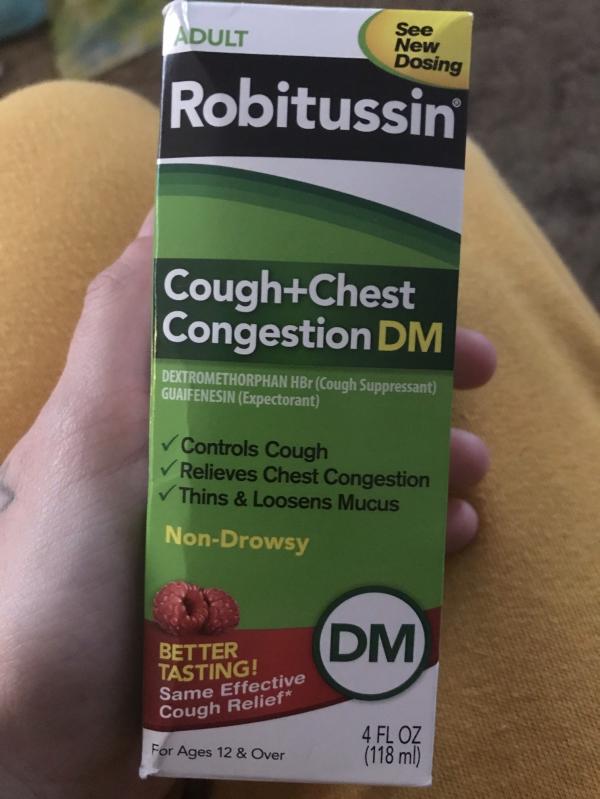 ADULT
See
New
Dosing
Robitussin®
Cough+Chest
Congestion DM
DEXTROMETHORPHAN HBr (Cough Suppressant)
GUAIFENESIN (Expectorant)
✓ Controls Cough
✓ Relieves Chest Congestion
✓ Thins & Loosens Mucus
Non-Drowsy
DM
BETTER
TASTING!
Same Effective
Cough Relief*
For Ages 12 & Over
4 FL OZ
(118 ml)